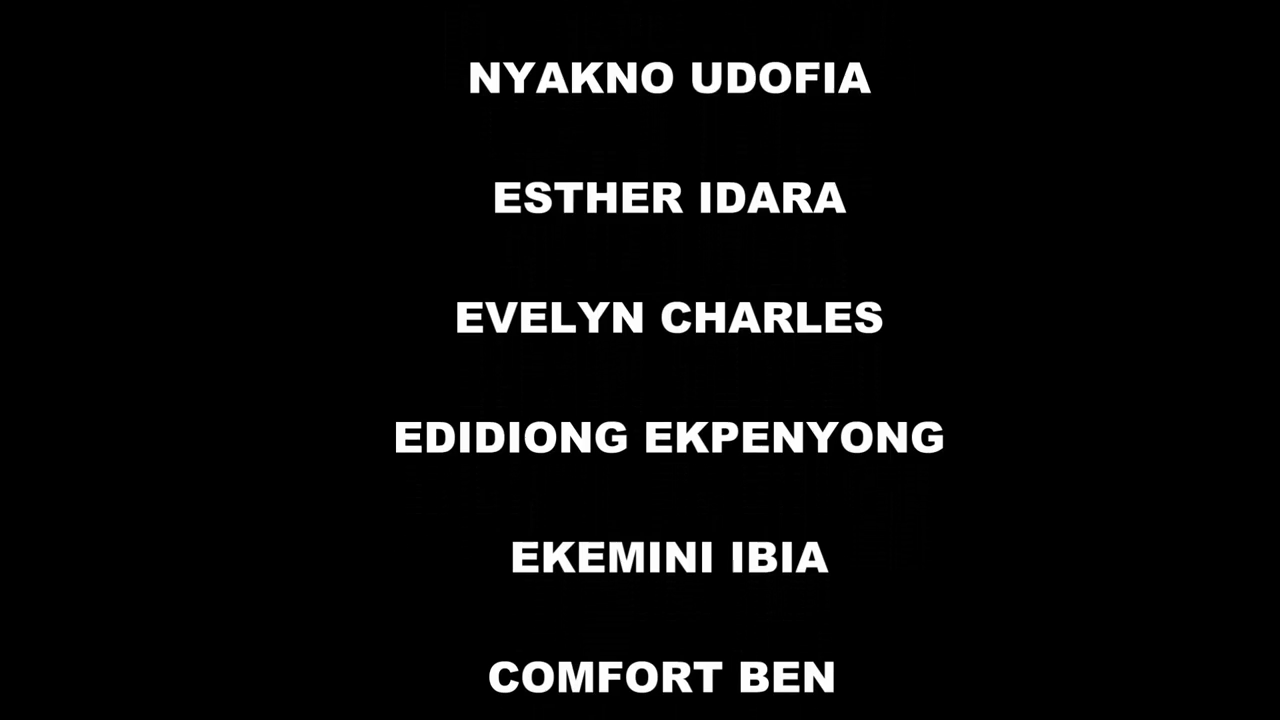 NYAKNO UDOFIA
ESTHER IDARA
EVELYN CHARLES
EDIDIONG EKPENYONG
EKEMINI IBIA
COMFORT BEN